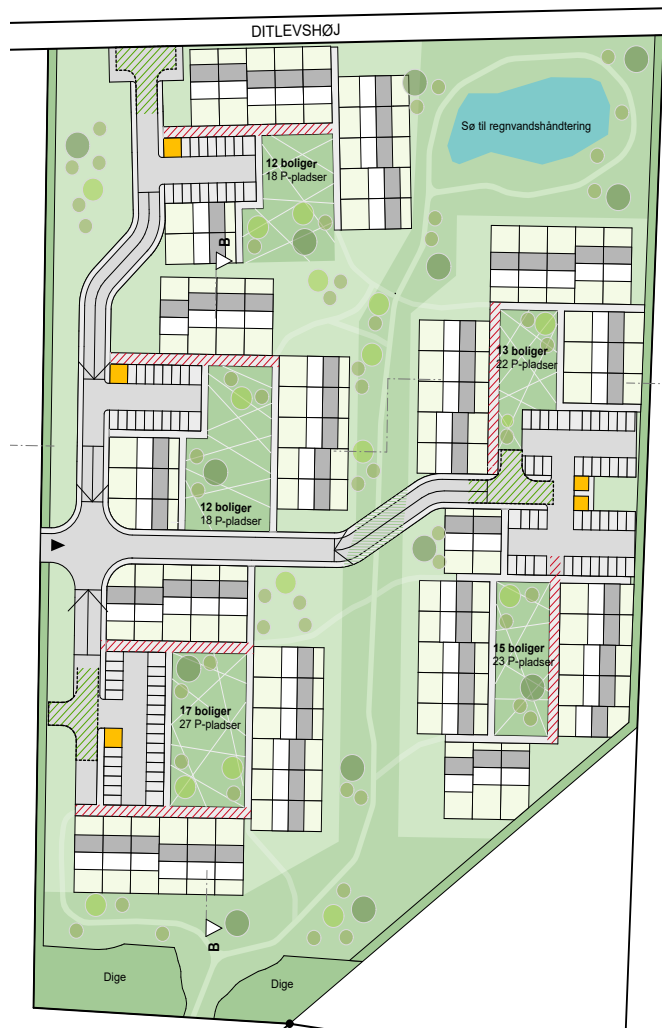 DITLEVSHØJ
Sø til regnvandshåndtering
12 boliger
18 P-pladser
B
13 boliger
22 P-pladser
12 boliger
18 P-pladser
15 boliger
23 P-pladser
17 boliger
27 P-pladser
B
Dige
Dige